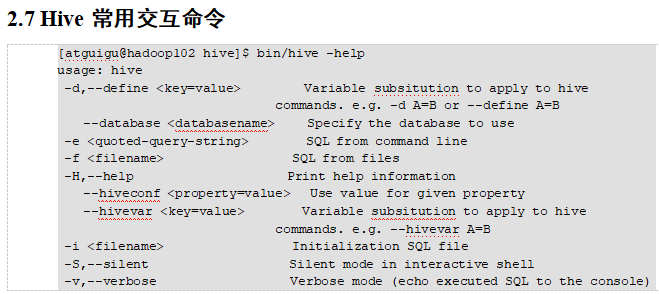 2.7 Hive 常用交互命令
[atguigu@hadoop102 hive]$ bin/hive -help
usage: hive
-d,--define <key=value> Variable subsitution to apply to hive
commands. e.g. -d A=B or --define A=B
--database <databasename> Specify the database to use
-e <quoted-query-string> SQL from command line
-f <filename> SQL from files
-H,--help Print help information
--hiveconf <property=value> Use value for given property
--hivevar <key=value> Variable subsitution to apply to hive
commands. e.g. --hivevar A=B
-i <filename> Initialization SQL file
-S,--silent Silent mode in interactive shell
-v,--verbose Verbose mode (echo executed SQL to the console)